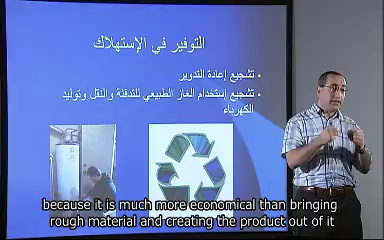 التوفير في الإستهلاك
• تشجيع إعادة التدوير
• تشجيع إستخدام الغاز الطبيعي للتدفئة والنقل وتوليد
الكهرباء
because it is much more economical than bringing
rough material and creating the product out of it